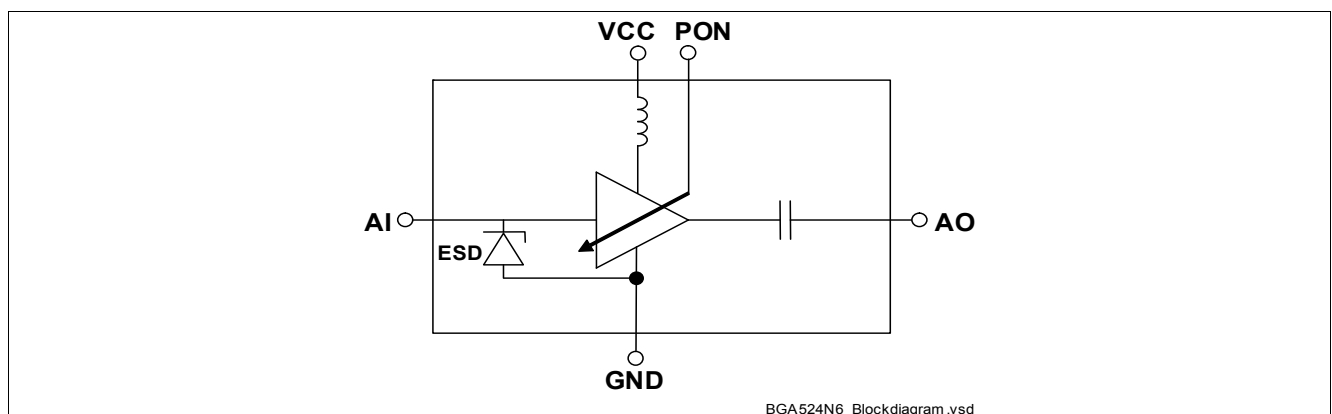 VCC PON
AI
ESD
AO
GND
BGA524N6_Blockdiagram.vsd